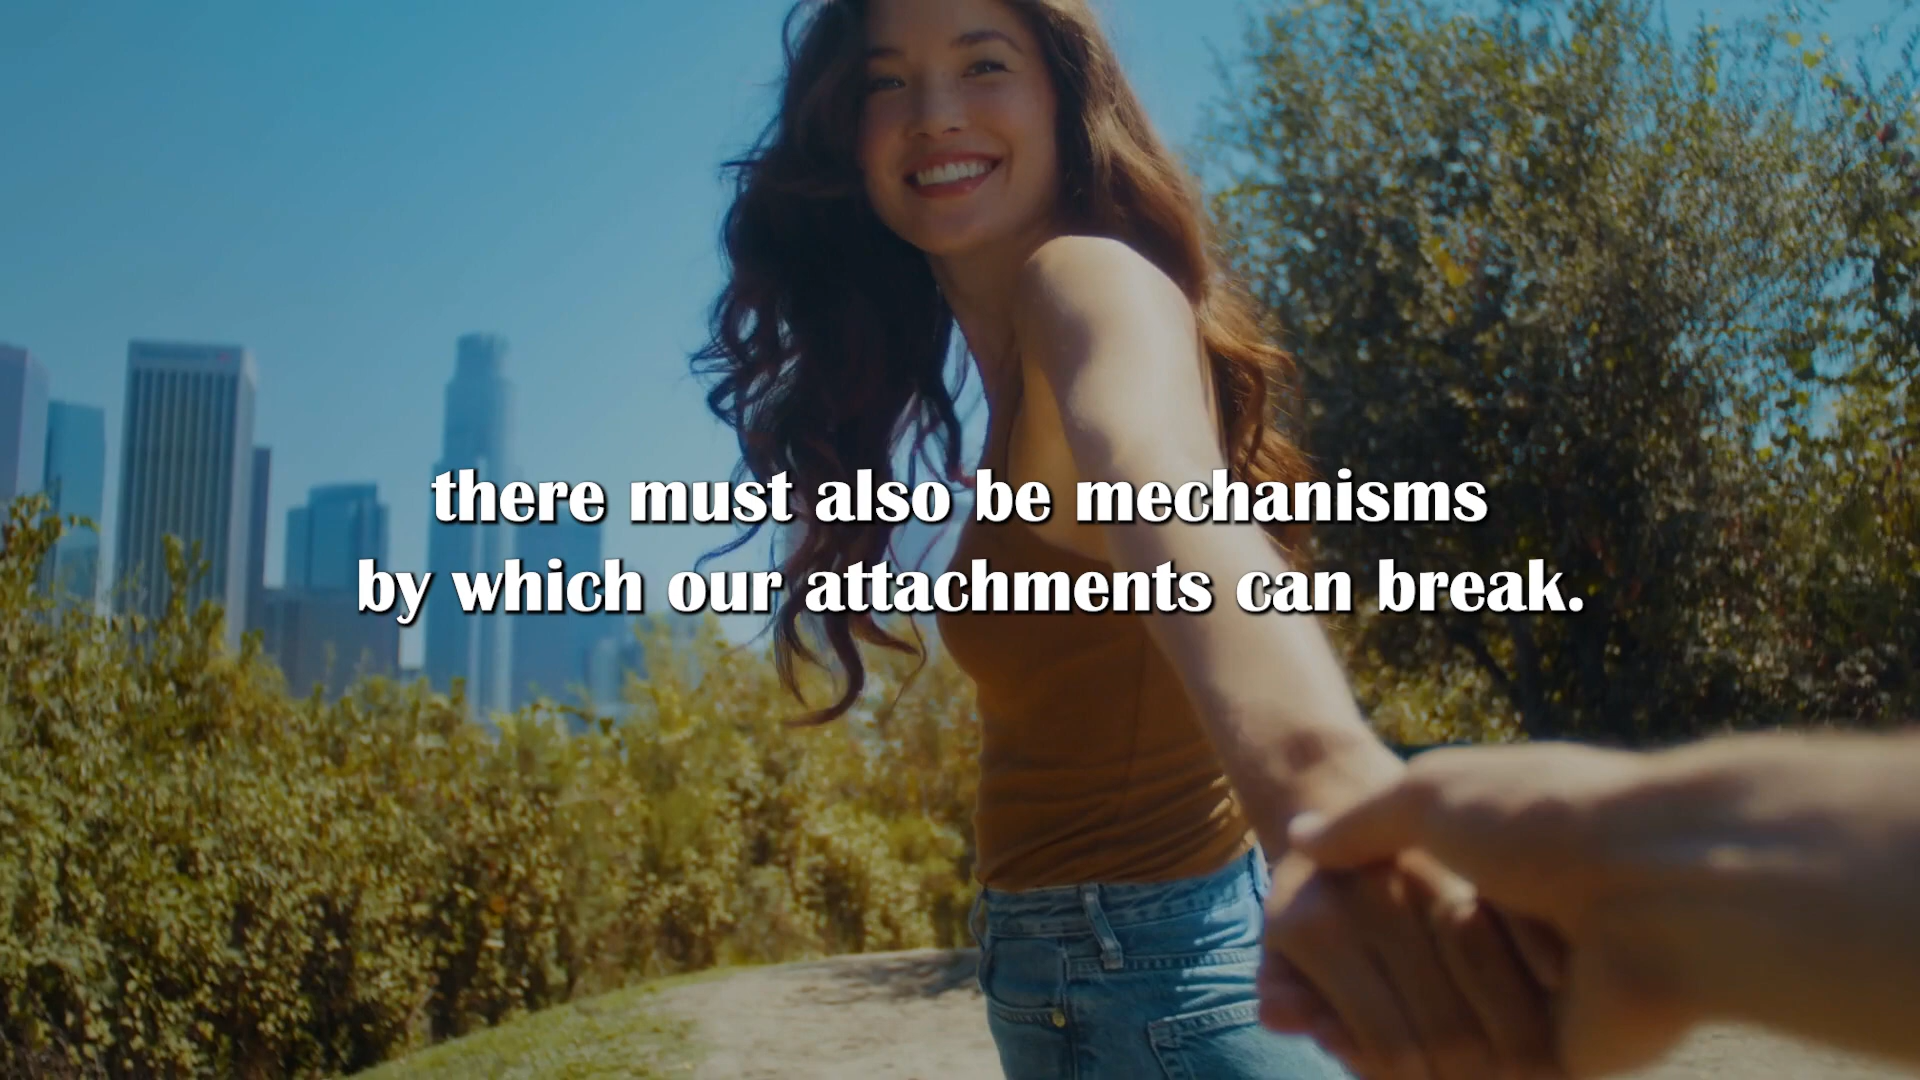 there must also be mechanisms
by which our attachments can break.